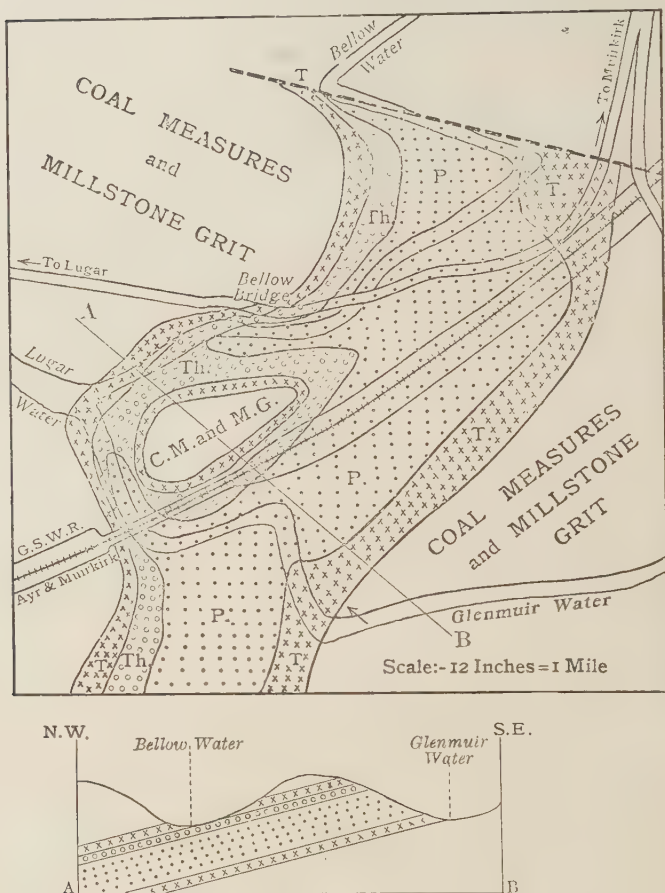 Bellow
Water
T
To Muirkirk
COAL MEASURES
and
MILLSTONE GRIT
P.
T.
Th.
To Lugar
Bellow
Bridge
A
Lugar
Water
Th.
C.M. and M.G.
T
P.
COAL MEASURES
and MILLSTONE
GRIT
G.S.W.R.
Ayr & Muirkirk
P.
Glenmuir Water
T
Th.
T
B
Scale:- 12 Inches = 1 Mile
N.W.
Bellow Water
Glenmuir
Water
S.E.
A
B